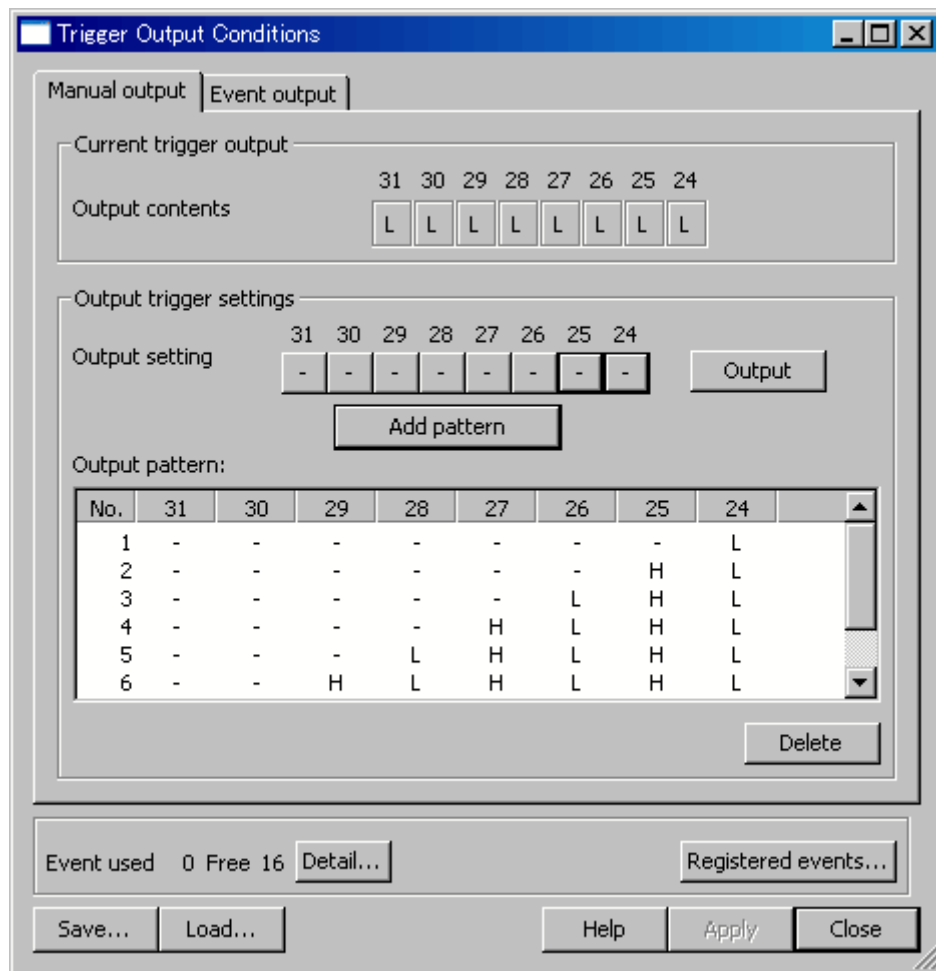 Trigger Output Conditions
Manual output Event output
Current trigger output
31 30 29 28 27 26 25 24
Output contents L L L L L L L L
Output trigger settings
31 30 29 28 27 26 25 24
Output setting - - - - - - - - Output
Add pattern
Output pattern:
No. 31 30 29 28 27 26 25 24
1 - - - - - - - L
2 - - - - - - H L
3 - - - - - L H L
4 - - - - H L H L
5 - - - L H L H L
6 - - H L H L H L
Delete
Event used 0 Free 16 Detail... Registered events...
Save... Load... Help Apply Close